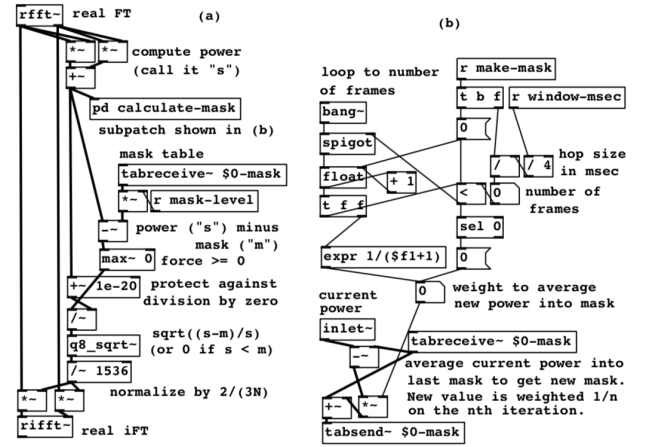 (a)
rfft~ real FT
*~ *~ compute power
+~ (call it "s")
pd calculate-mask
subpatch shown in (b)
mask table
tabreceive~ $0-mask
*~ r mask-level
-~ power ("s") minus
mask ("m")
max~ 0 force >= 0
+~ 1e-20 protect against
division by zero
/~
q8_sqrt~ sqrt((s-m)/s)
(or 0 if s < m)
/~ 1536
normalize by 2/(3N)
*~ *~
rifft~ real iFT
(b)
r make-mask
loop to number
of frames
t b f r window-msec
bang~
0
spigot
/ / 4 hop size
in msec
float + 1
< 0 number of
frames
t f f
sel 0
expr 1/($f1+1) 0
0 weight to average
new power into mask
current
power
inlet~ tabreceive~ $0-mask
-~
average current power into
last mask to get new mask.
New value is weighted 1/n
on the nth iteration.
+~ *~
tabsend~ $0-mask